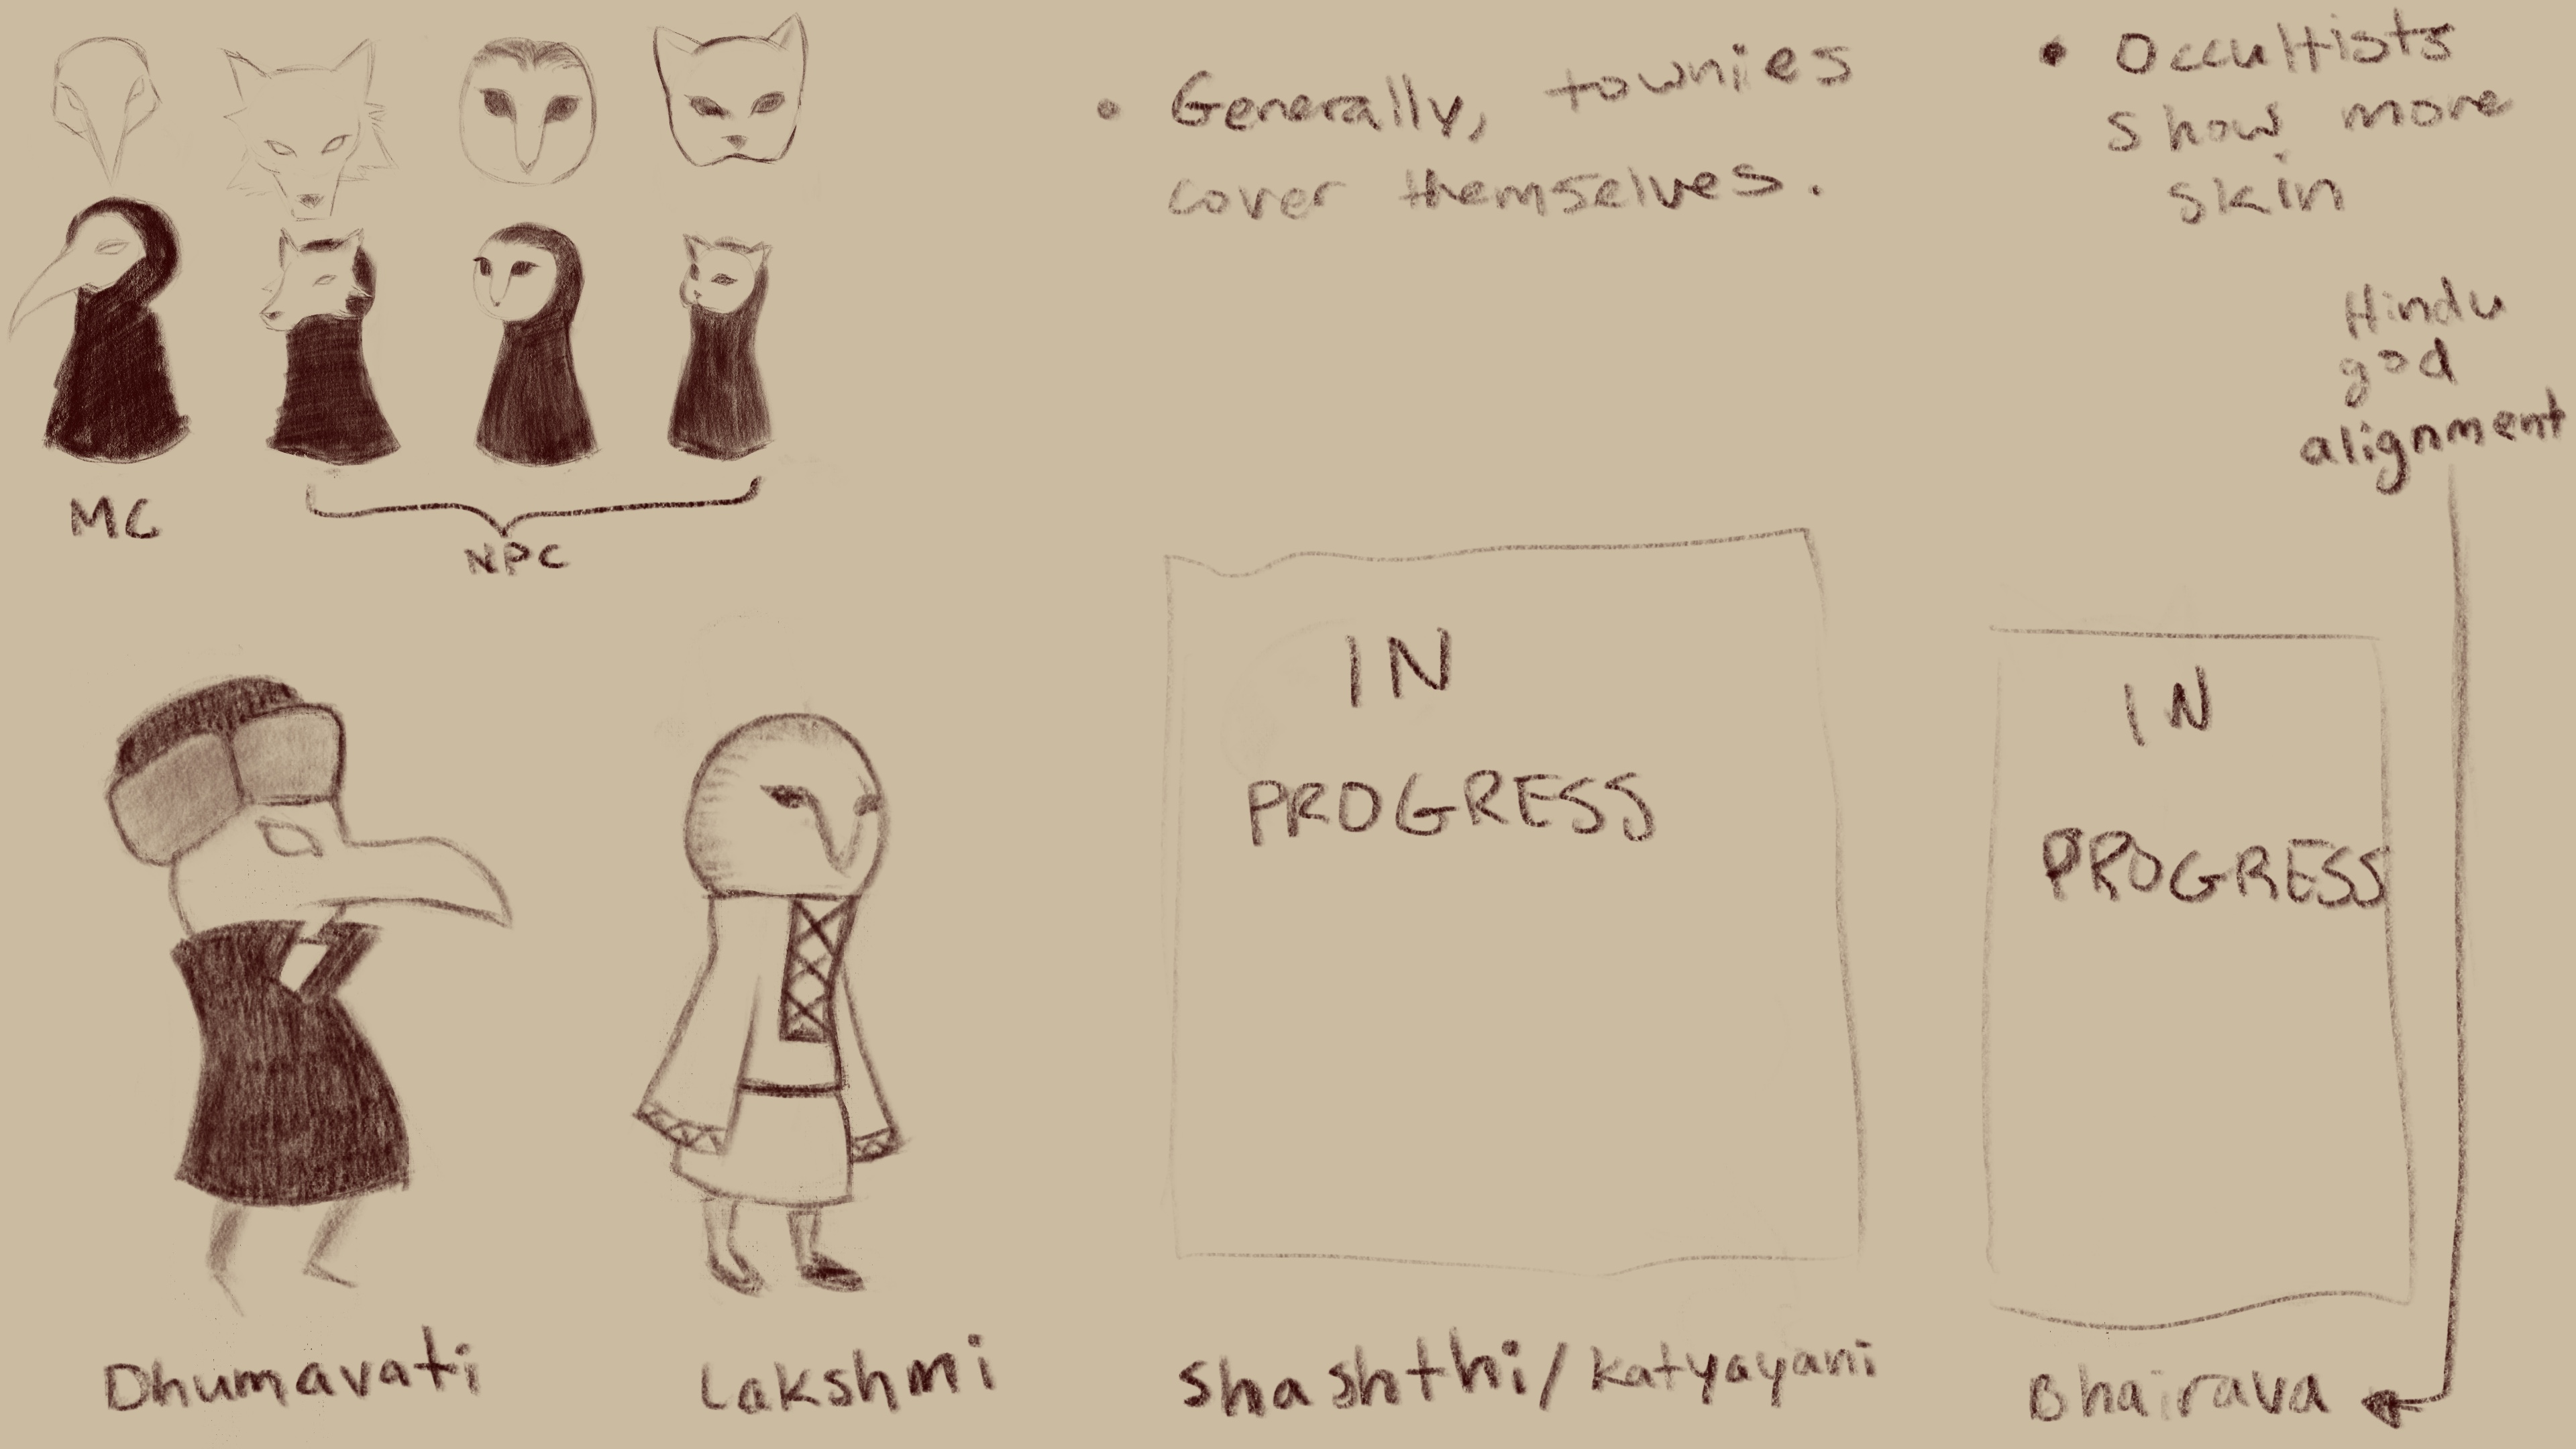 • Generally, townies
cover themselves.
• Occultists
show more
skin
Hindu
god
alignment
MC
NPC
IN
PROGRESS
IN
PROGRESS
Dhumavati
Lakshmi
Shashthi/Katyayani
Bhairava